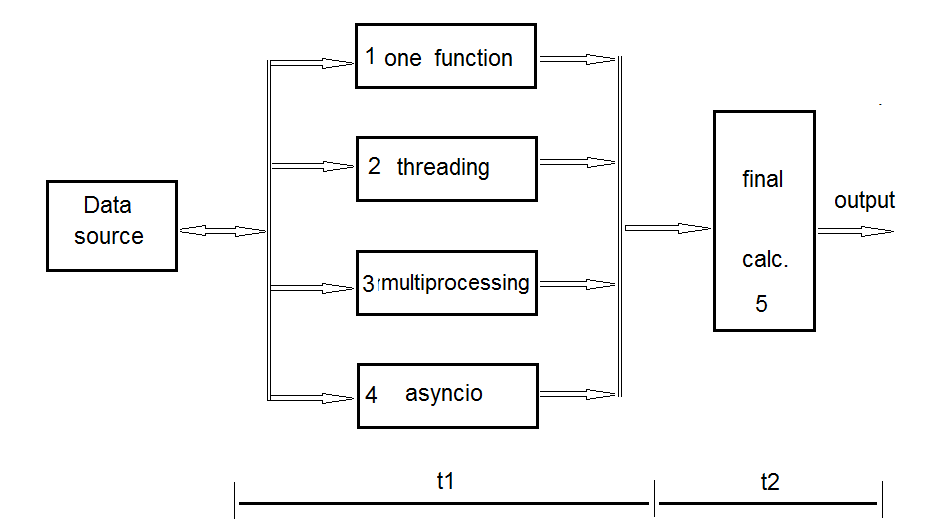 Data
source
1 one function
2 threading
3 multiprocessing
4 asyncio
final
calc.
5
output
t1
t2